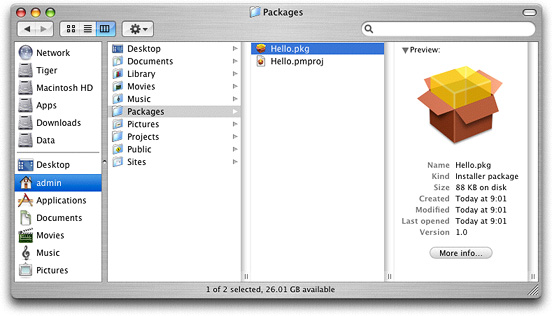 Packages
Network
Tiger
Macintosh HD
Apps
Downloads
Data
Desktop
admin
Applications
Documents
Movies
Music
Pictures
Desktop
Documents
Library
Movies
Music
Packages
Pictures
Projects
Public
Sites
Hello.pkg
Hello.pmproj
Preview:
Name Hello.pkg
Kind Installer package
Size 88 KB on disk
Created Today at 9:01
Modified Today at 9:01
Last opened Today at 9:01
Version 1.0
More info...
1 of 2 selected, 26.01 GB available